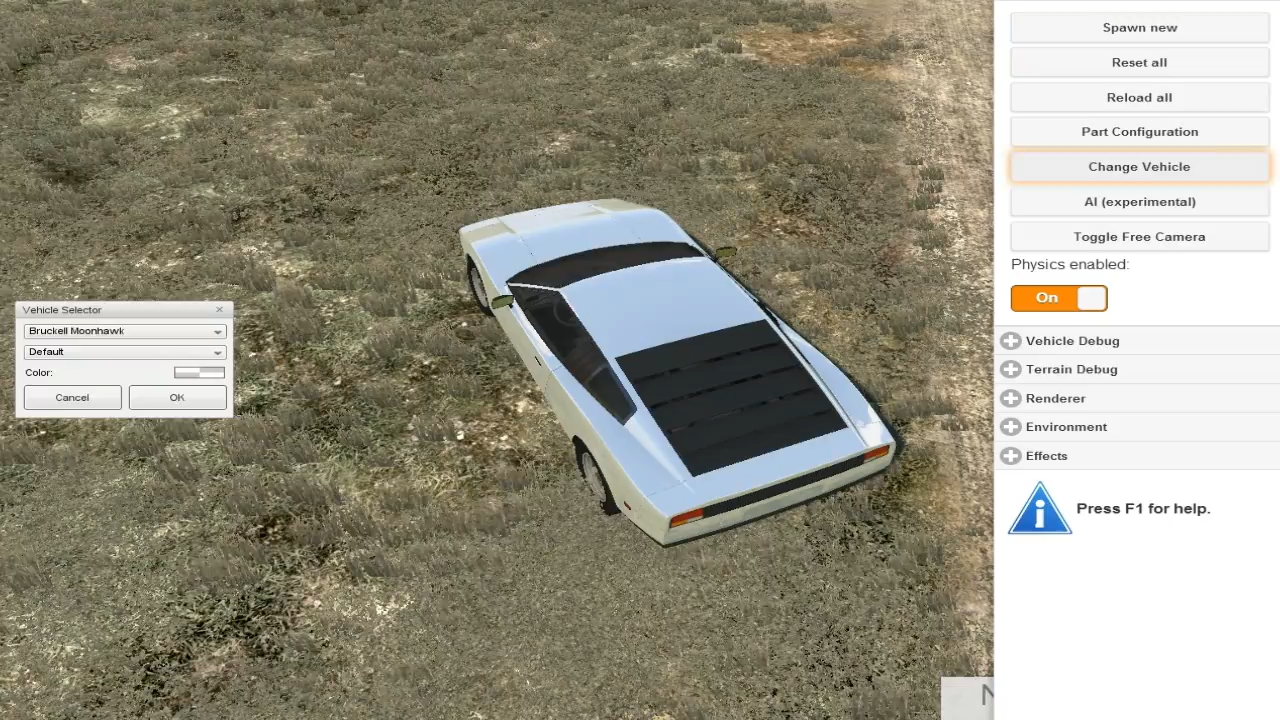 Vehicle Selector
Bruckell Moonhawk
Default
Color:
Cancel OK
Spawn new
Reset all
Reload all
Part Configuration
Change Vehicle
AI (experimental)
Toggle Free Camera
Physics enabled:
On
Vehicle Debug
Terrain Debug
Renderer
Environment
Effects
Press F1 for help.